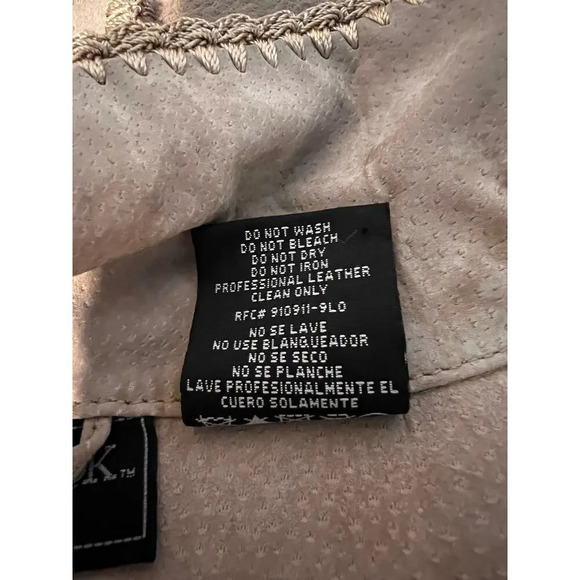 DO NOT WASH
DO NOT BLEACH
DO NOT DRY
DO NOT IRON
PROFESSIONAL LEATHER
CLEAN ONLY
RFC# 910911-9L0
NO SE LAVE
NO USE BLANQUEADOR
NO SE SECO
NO SE PLANCHE
LAVE PROFESIONALMENTE EL
CUERO SOLAMENTE
TM